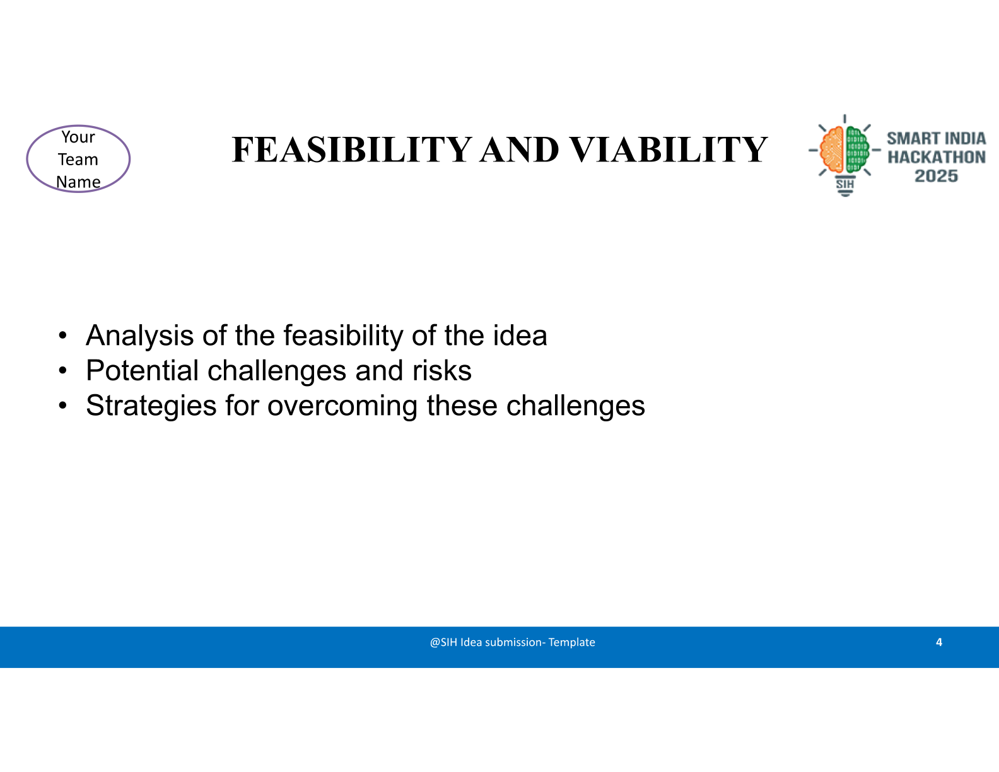 Your
Team
Name
FEASIBILITY AND VIABILITY
SMART INDIA
HACKATHON
2025
SIH
• Analysis of the feasibility of the idea
• Potential challenges and risks
• Strategies for overcoming these challenges
@SIH Idea submission- Template
4